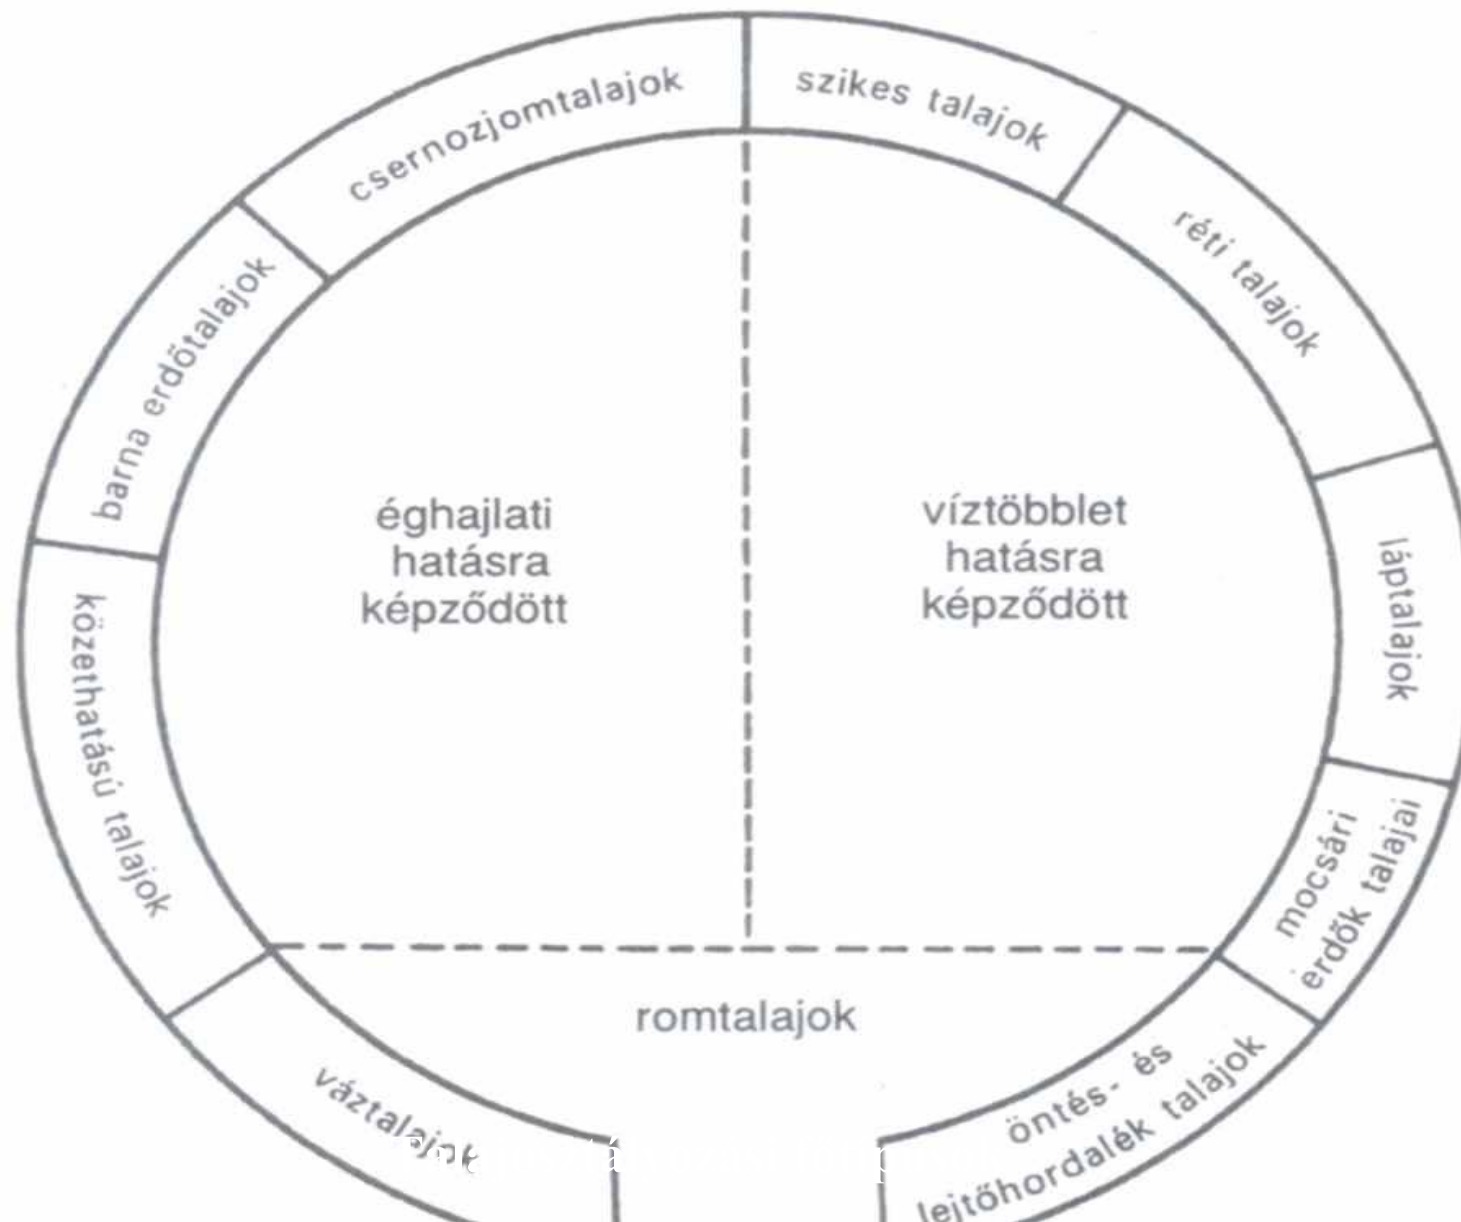 csernozjomtalajok
szikes talajok
réti talajok
barna erdőtalajok
éghajlati
hatásra
képződött
víztöbblet
hatásra
képződött
láptalajok
közethatású talajok
mocsári
erdők talajai
romtalajok
váztalajok
öntés- és
lejtőhordalék talajok